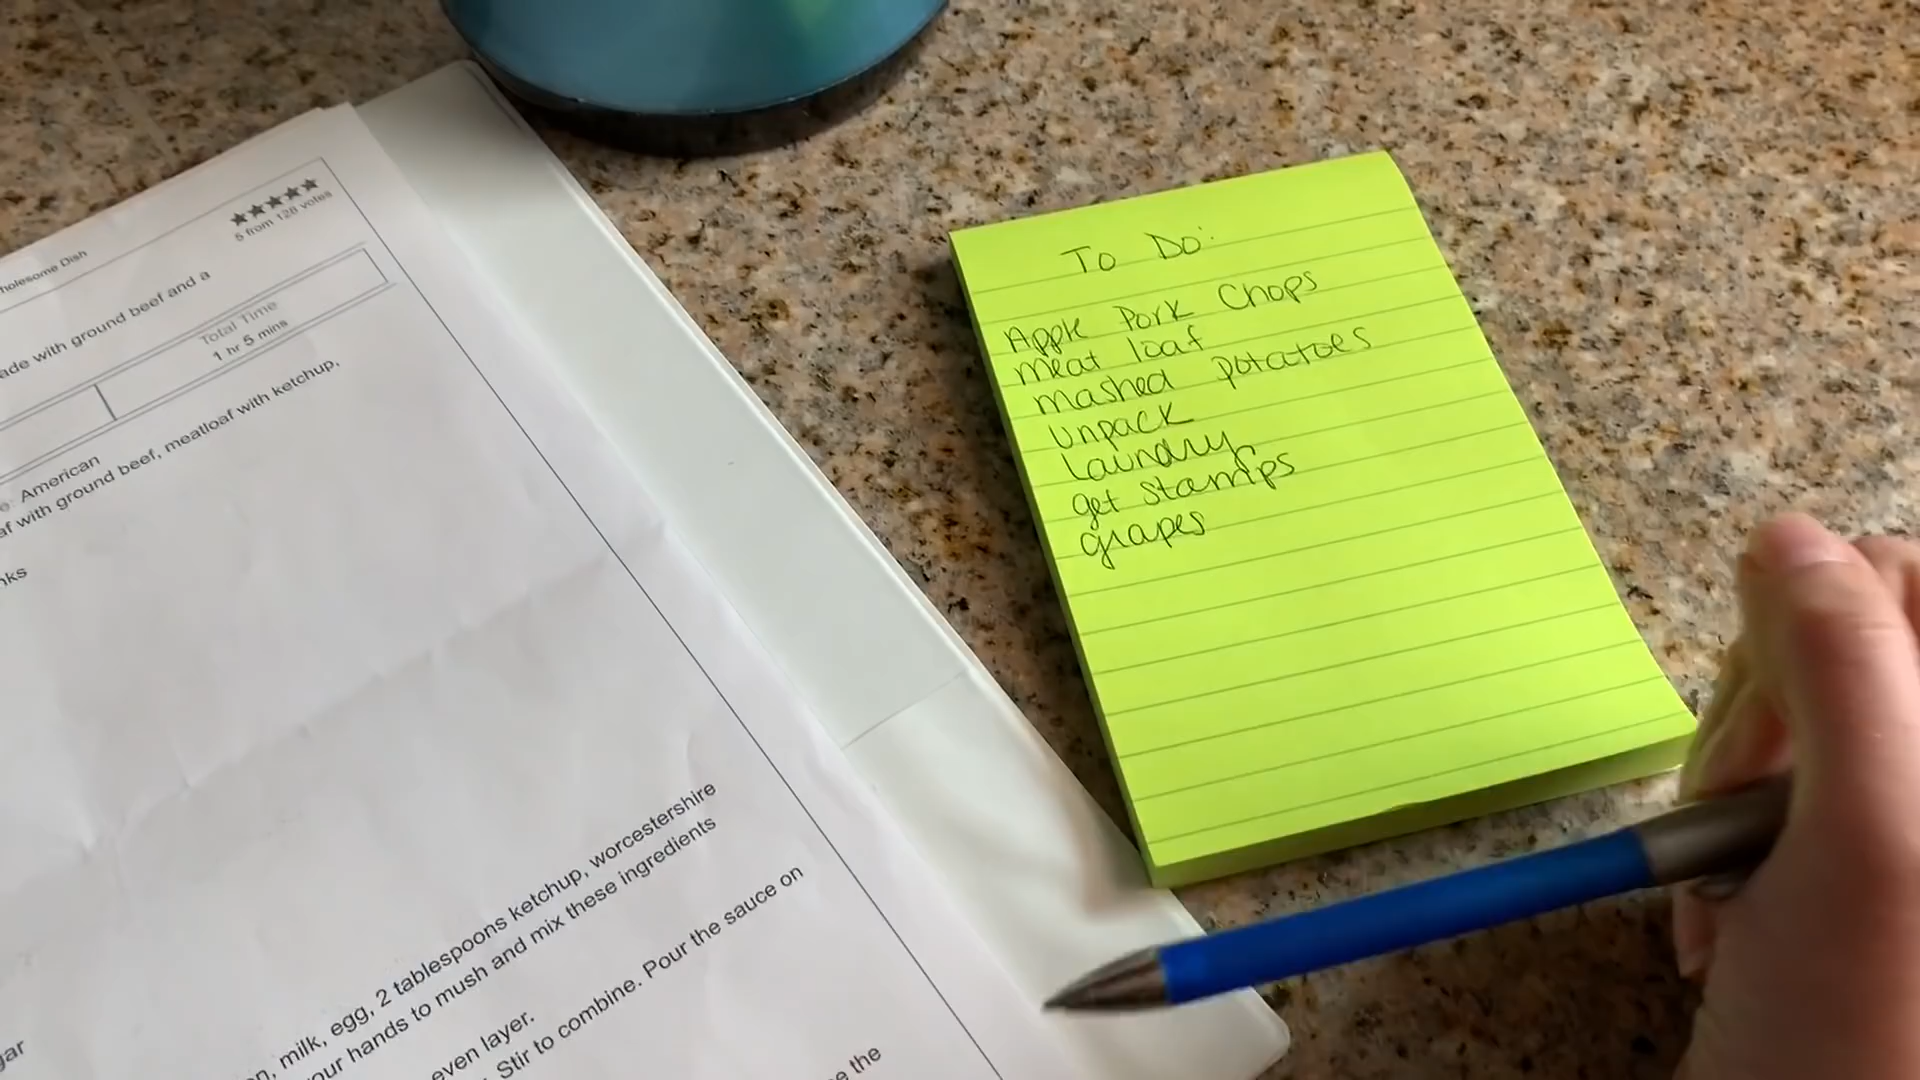 holesome Dish
5 from 128 votes
ade with ground beef and a
Total Time
1 hr 5 mins
American
af with ground beef, meatloaf with ketchup,
nks
gar
milk, egg, 2 tablespoons ketchup, worcestershire
our hands to mush and mix these ingredients
even layer.
Stir to combine. Pour the sauce on
the
To Do:
Apple Pork Chops
meat loaf
mashed potatoes
unpack
Laundry
get stamps
grapes